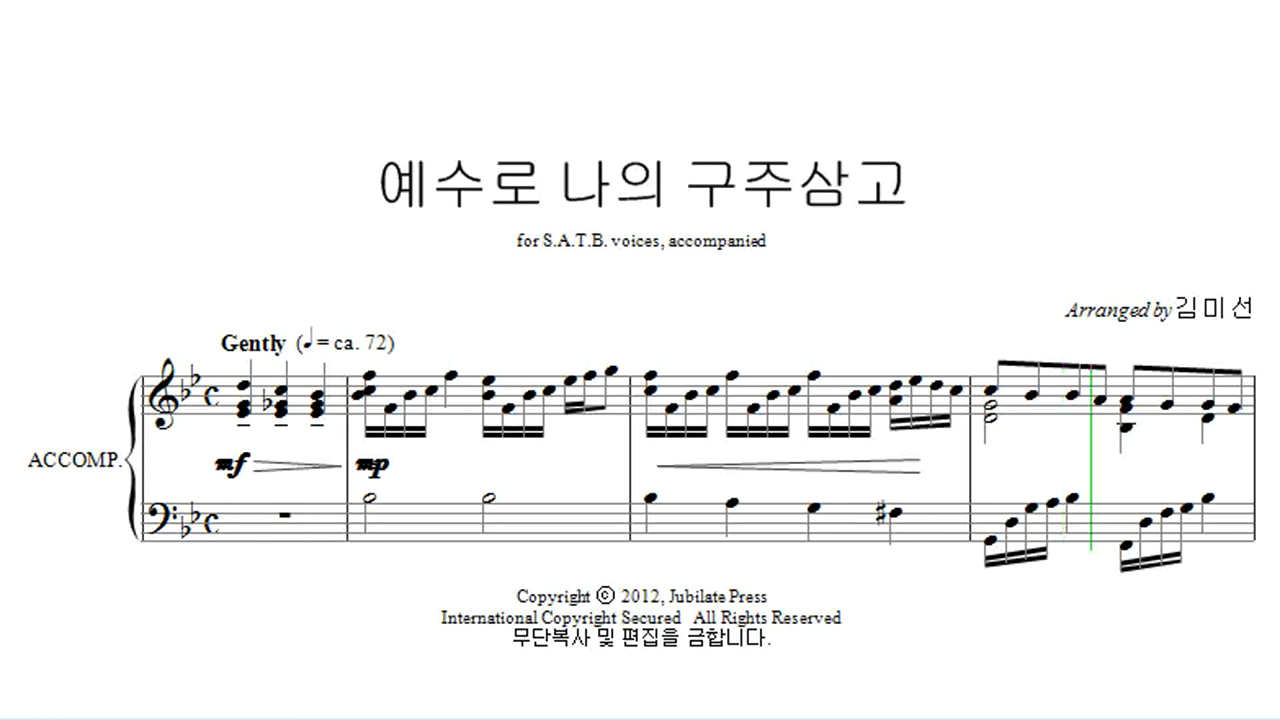 예수로 나의 구주삼고
for S.A.T.B. voices, accompanied
Arranged by 김 미 선
Gently (♩= ca. 72)
ACCOMP.
mf mp
Copyright ⓒ 2012, Jubilate Press
International Copyright Secured All Rights Reserved
무단복사 및 편집을 금합니다.